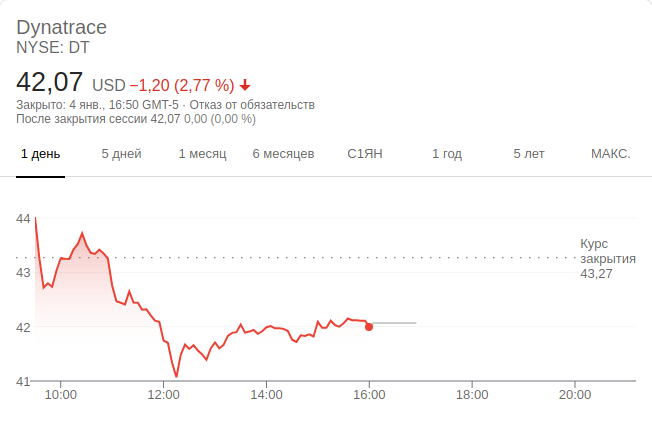 Dynatrace
NYSE: DT
42,07 USD −1,20 (2,77 %)
Закрыто: 4 янв., 16:50 GMT-5 · Отказ от обязательств
После закрытия сессии 42,07 0,00 (0,00 %)
1 день 5 дней 1 месяц 6 месяцев С1ЯН 1 год 5 лет МАКС.
44
Курс
закрытия
43,27
43
42
41
10:00 12:00 14:00 16:00 18:00 20:00